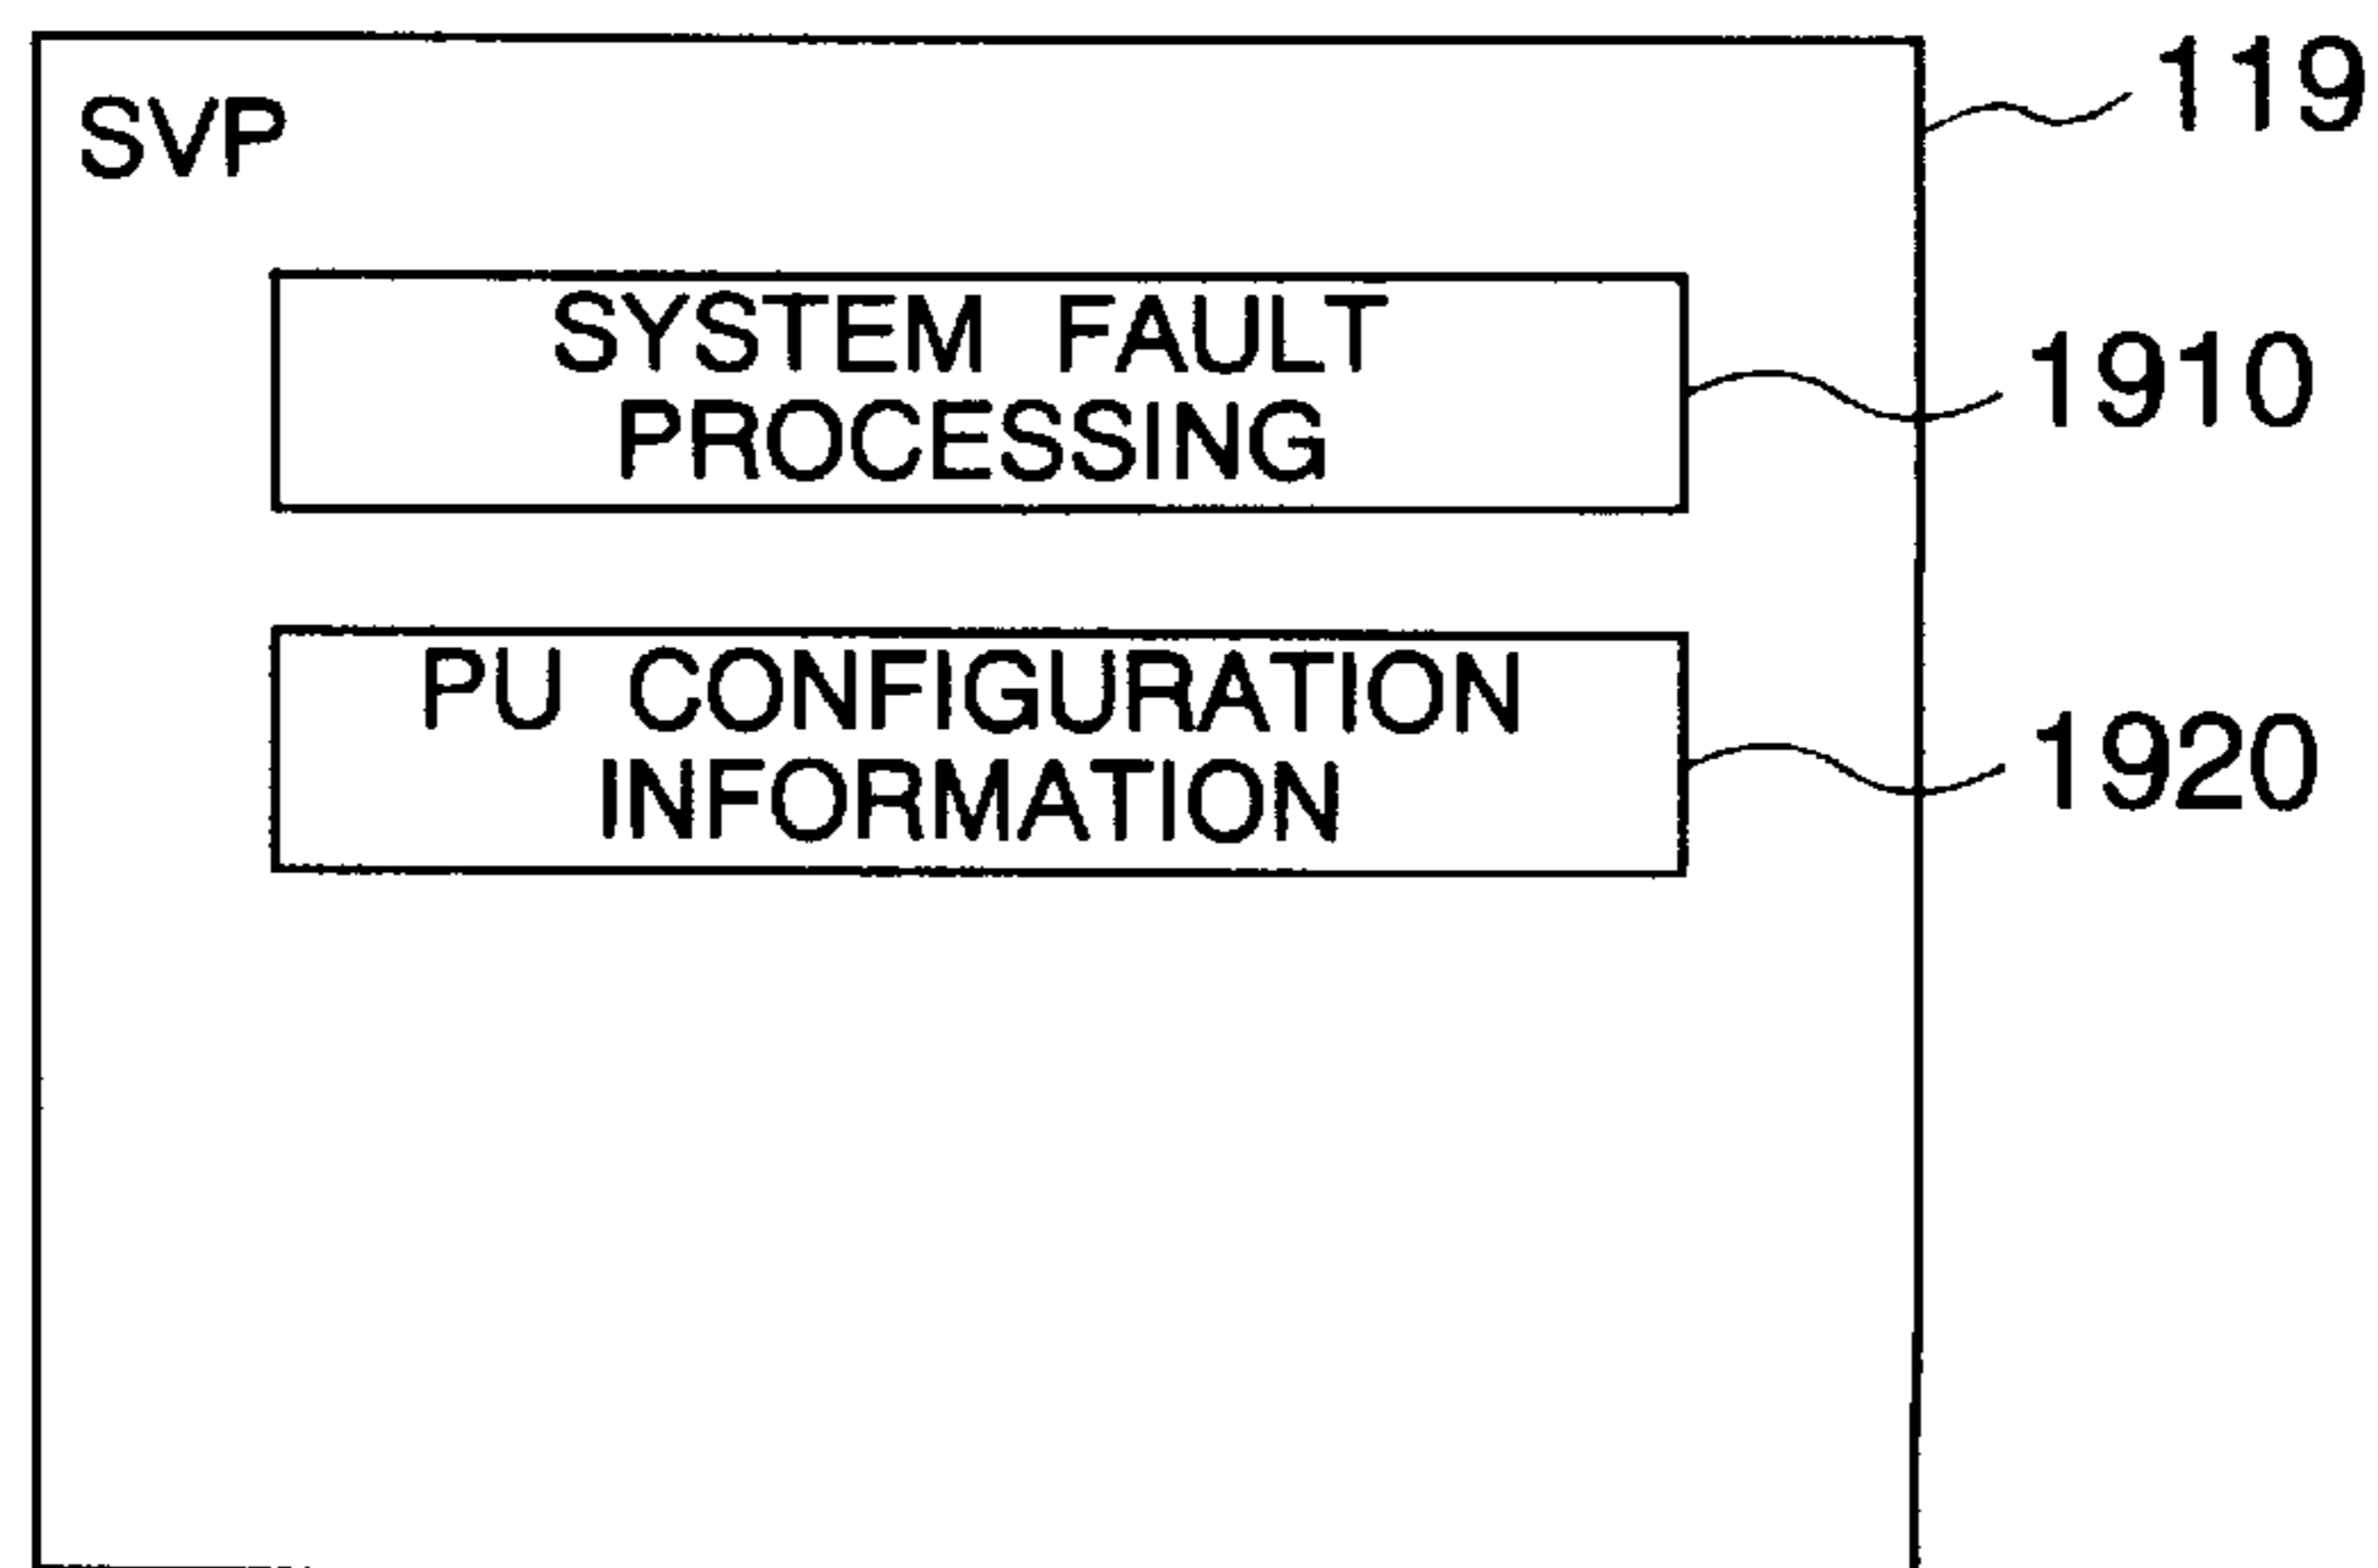 SVP
119
SYSTEM FAULT
PROCESSING
1910
PU CONFIGURATION
INFORMATION
1920